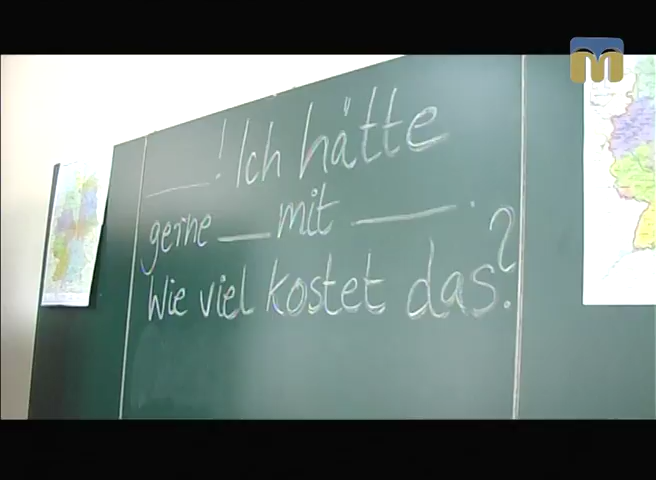 ___! Ich hätte
gerne ___ mit ___.
Wie viel kostet das?